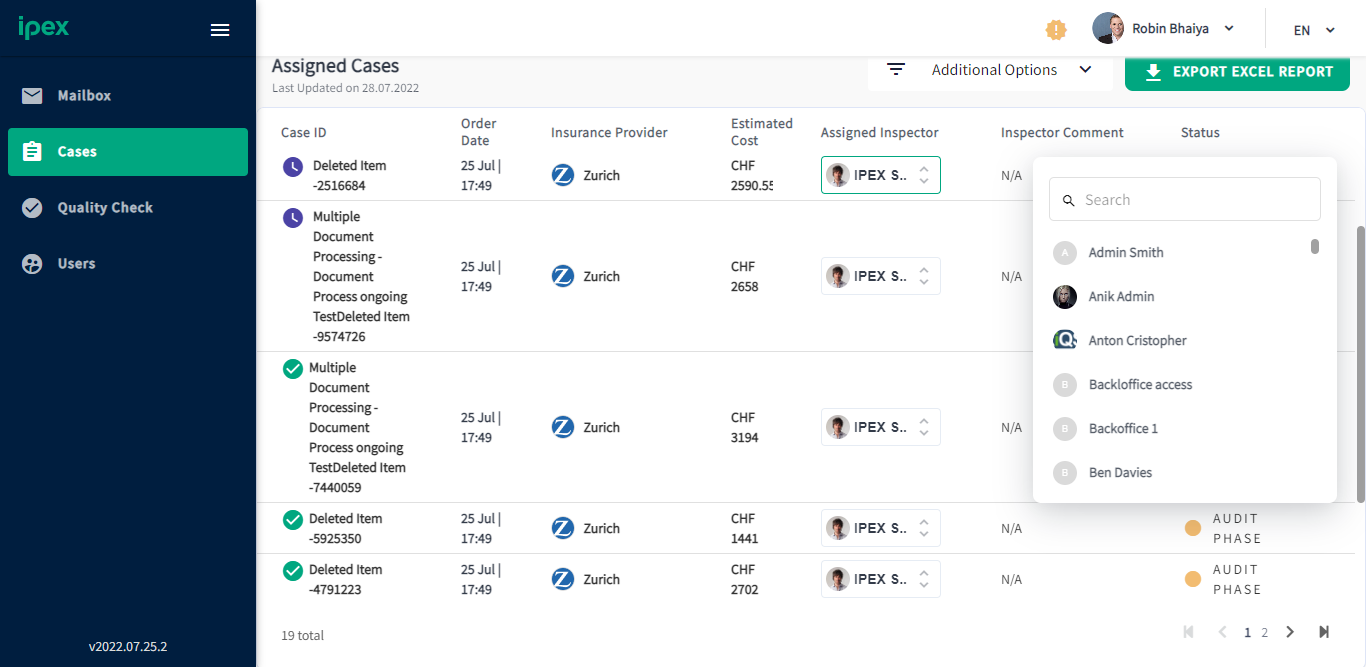 ipex
Robin Bhaiya
EN
Mailbox
Cases
Quality Check
Users
v2022.07.25.2
Assigned Cases
Last Updated on 28.07.2022
Additional Options
EXPORT EXCEL REPORT
Case ID
Order
Date
Insurance Provider
Estimated
Cost
Assigned Inspector
Inspector Comment
Status
Deleted Item
-2516684
25 Jul |
17:49
Zurich
CHF
2590.55
IPEX S..
N/A
Multiple
Document
Processing -
Document
Process ongoing
TestDeleted Item
-9574726
25 Jul |
17:49
Zurich
CHF
2658
IPEX S..
N/A
Multiple
Document
Processing -
Document
Process ongoing
TestDeleted Item
-7440059
25 Jul |
17:49
Zurich
CHF
3194
IPEX S..
N/A
Deleted Item
-5925350
25 Jul |
17:49
Zurich
CHF
1441
IPEX S..
N/A
AUDIT
PHASE
Deleted Item
-4791223
25 Jul |
17:49
Zurich
CHF
2702
IPEX S..
N/A
AUDIT
PHASE
Search
A
Admin Smith
Anik Admin
Anton Cristopher
B
Backloffice access
B
Backoffice 1
B
Ben Davies
19 total
1 2